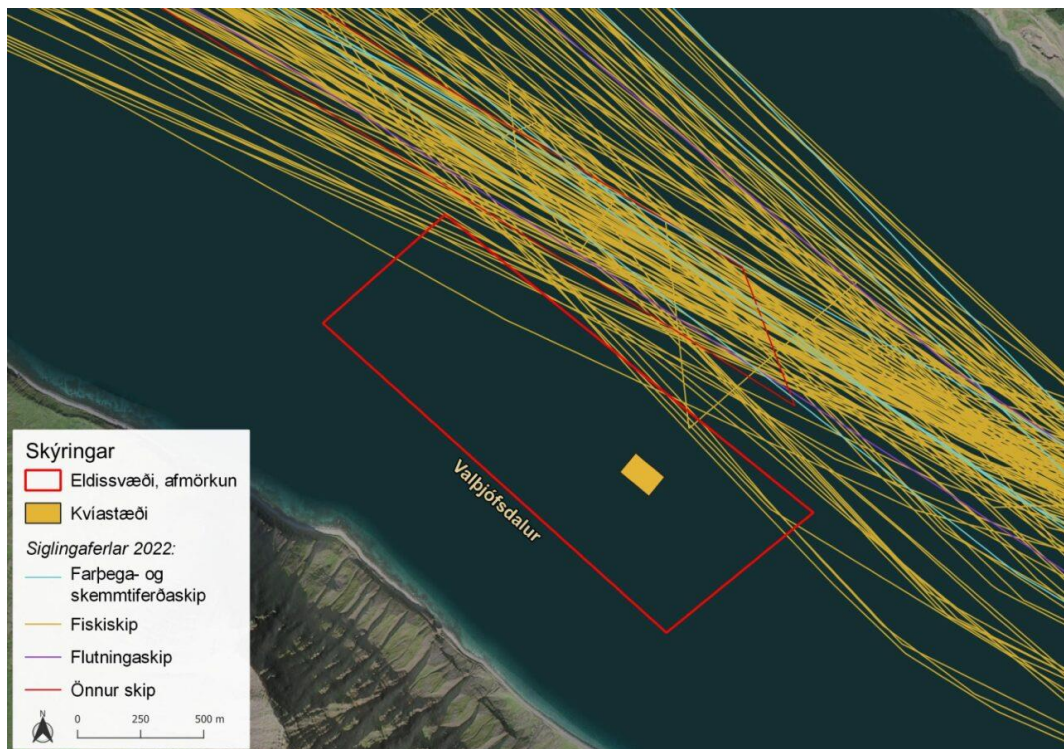 Valþjófsdalur
Skýringar
Eldissvæði, afmörkun
Kvíastæði
Siglingaferlar 2022:
Farþega- og
skemmtiferðaskip
Fiskiskip
Flutningaskip
Önnur skip
N
0 250 500 m